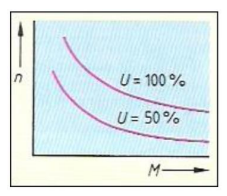 n
U = 100 %
U = 50 %
M